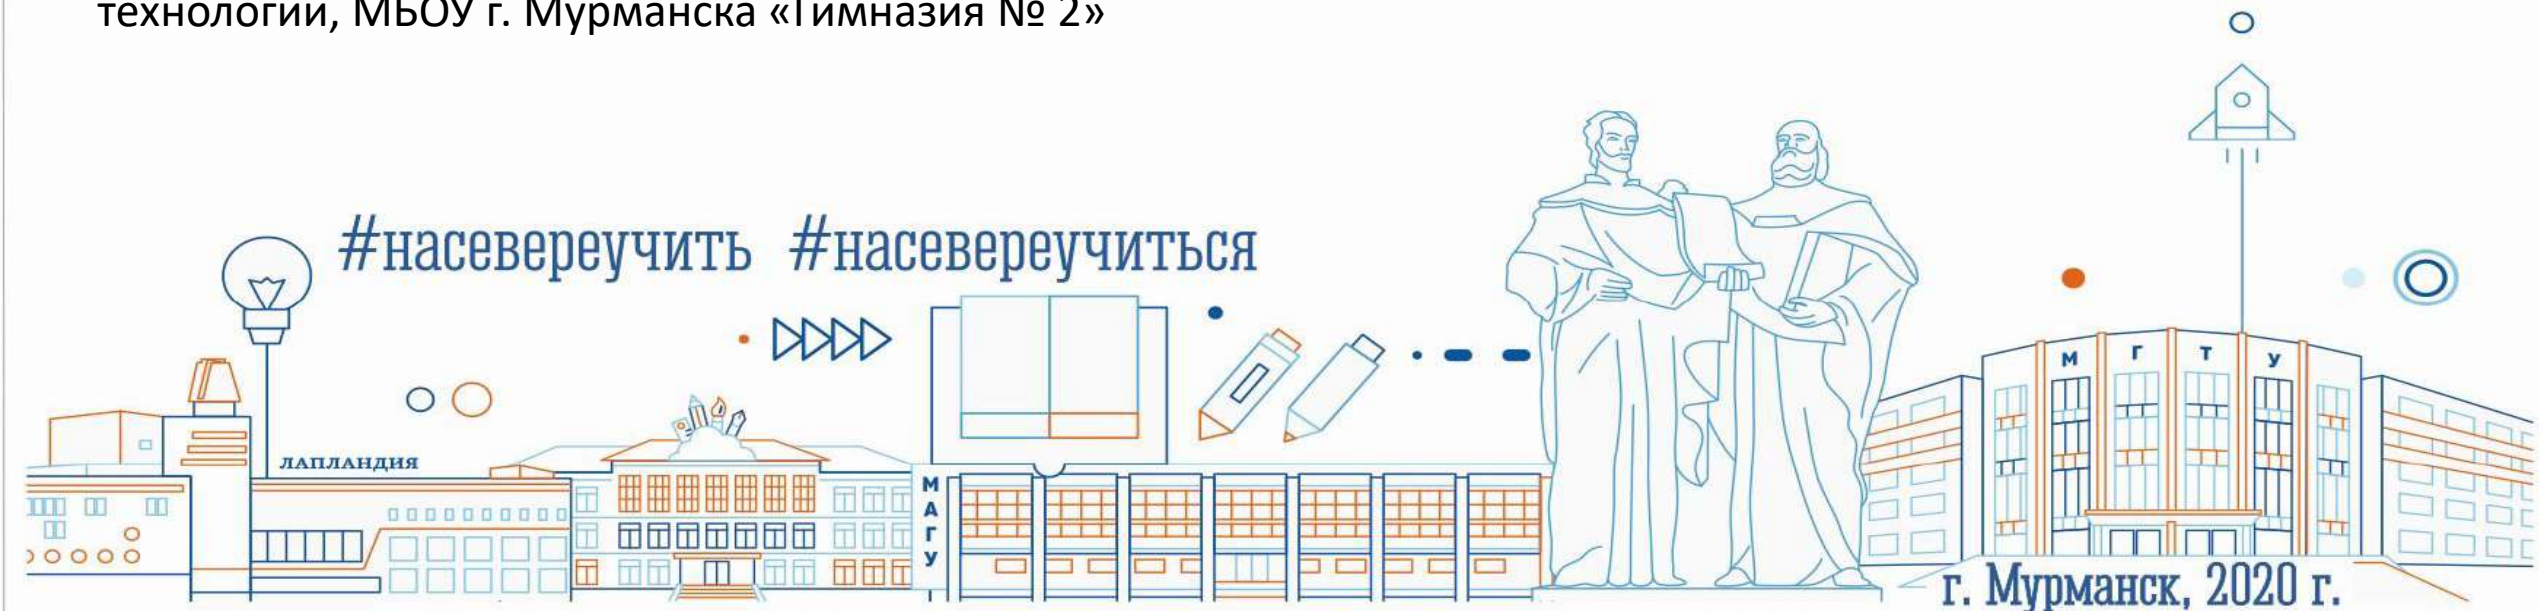 технологии, МБОУ г. Мурманска «Гимназия № 2»
#насевереучить #насевереучиться
ЛАПЛАНДИЯ
МАГУ
МГТУ
г. Мурманск, 2020 г.